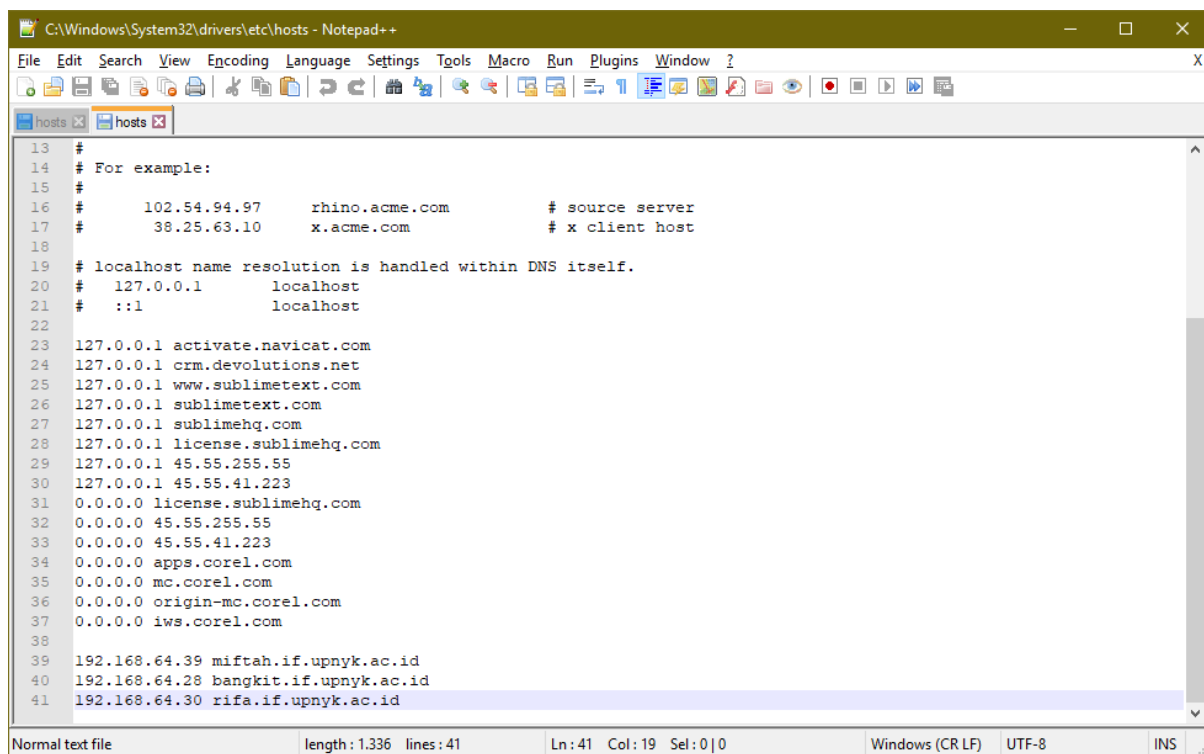 C:\Windows\System32\drivers\etc\hosts - Notepad++
File Edit Search View Encoding Language Settings Tools Macro Run Plugins Window ? X
hosts hosts
13 #
14 # For example:
15 #
16 # 102.54.94.97 rhino.acme.com # source server
17 # 38.25.63.10 x.acme.com # x client host
18
19 # localhost name resolution is handled within DNS itself.
20 # 127.0.0.1 localhost
21 # ::1 localhost
22
23 127.0.0.1 activate.navicat.com
24 127.0.0.1 crm.devolutions.net
25 127.0.0.1 www.sublimetext.com
26 127.0.0.1 sublimetext.com
27 127.0.0.1 sublimehq.com
28 127.0.0.1 license.sublimehq.com
29 127.0.0.1 45.55.255.55
30 127.0.0.1 45.55.41.223
31 0.0.0.0 license.sublimehq.com
32 0.0.0.0 45.55.255.55
33 0.0.0.0 45.55.41.223
34 0.0.0.0 apps.corel.com
35 0.0.0.0 mc.corel.com
36 0.0.0.0 origin-mc.corel.com
37 0.0.0.0 iws.corel.com
38
39 192.168.64.39 miftah.if.upnyk.ac.id
40 192.168.64.28 bangkit.if.upnyk.ac.id
41 192.168.64.30 rifa.if.upnyk.ac.id
Normal text file length : 1.336 lines : 41 Ln : 41 Col : 19 Sel : 0 | 0 Windows (CR LF) UTF-8 INS